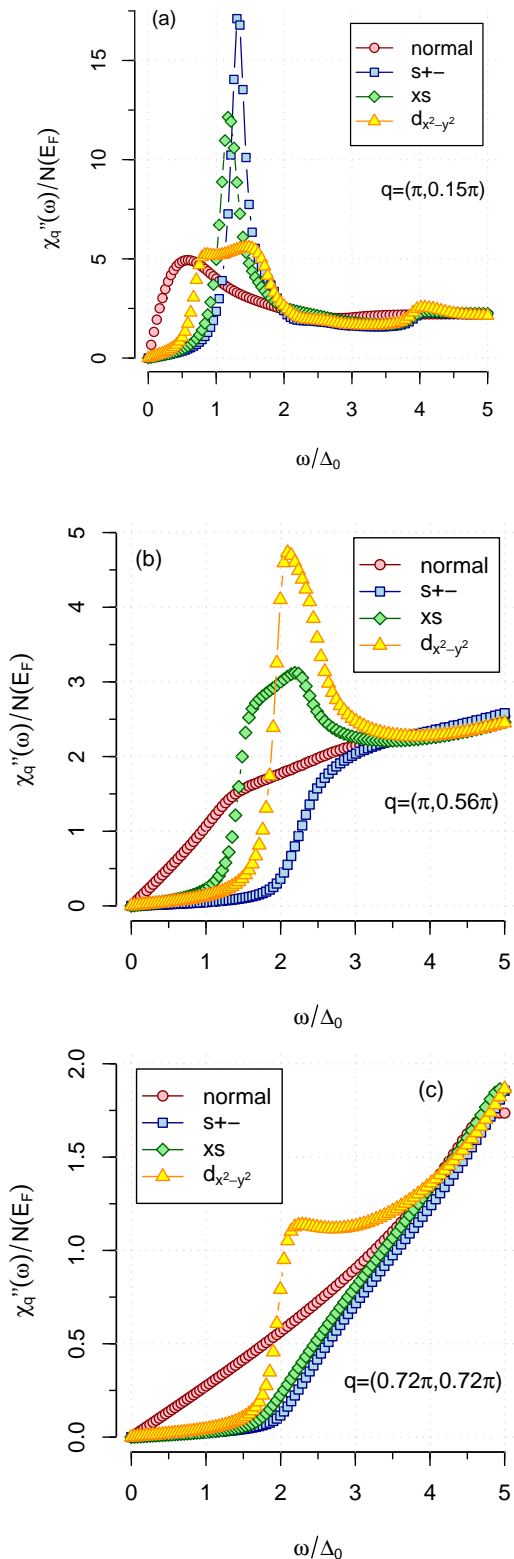 (a)
normal
s+−
xs
dx²−y²
q=(π,0.15π)
χq''(ω)/N(EF)
0 5 10 15
0 1 2 3 4 5
ω/Δ0
(b)
normal
s+−
xs
dx²−y²
q=(π,0.56π)
χq''(ω)/N(EF)
0 1 2 3 4 5
0 1 2 3 4 5
ω/Δ0
(c)
normal
s+−
xs
dx²−y²
q=(0.72π,0.72π)
χq''(ω)/N(EF)
0.0 0.5 1.0 1.5 2.0
0 1 2 3 4 5
ω/Δ0